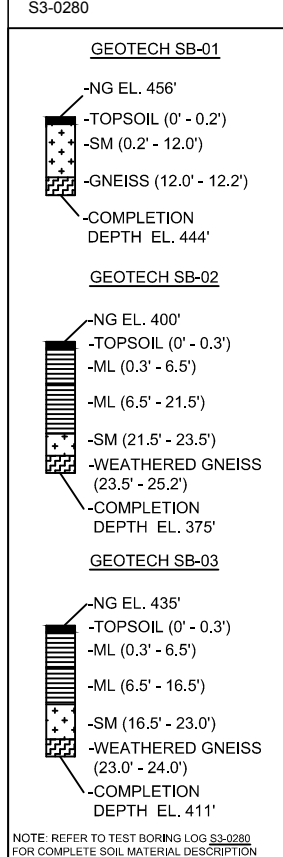 S3-0280
GEOTECH SB-01
-NG EL. 456'
-TOPSOIL (0' - 0.2')
-SM (0.2' - 12.0')
-GNEISS (12.0' - 12.2')
-COMPLETION
DEPTH EL. 444'
GEOTECH SB-02
-NG EL. 400'
-TOPSOIL (0' - 0.3')
-ML (0.3' - 6.5')
-ML (6.5' - 21.5')
-SM (21.5' - 23.5')
-WEATHERED GNEISS
(23.5' - 25.2')
-COMPLETION
DEPTH EL. 375'
GEOTECH SB-03
-NG EL. 435'
-TOPSOIL (0' - 0.3')
-ML (0.3' - 6.5')
-ML (6.5' - 16.5')
-SM (16.5' - 23.0')
-WEATHERED GNEISS
(23.0' - 24.0')
-COMPLETION
DEPTH EL. 411'
NOTE: REFER TO TEST BORING LOG S3-0280
FOR COMPLETE SOIL MATERIAL DESCRIPTION